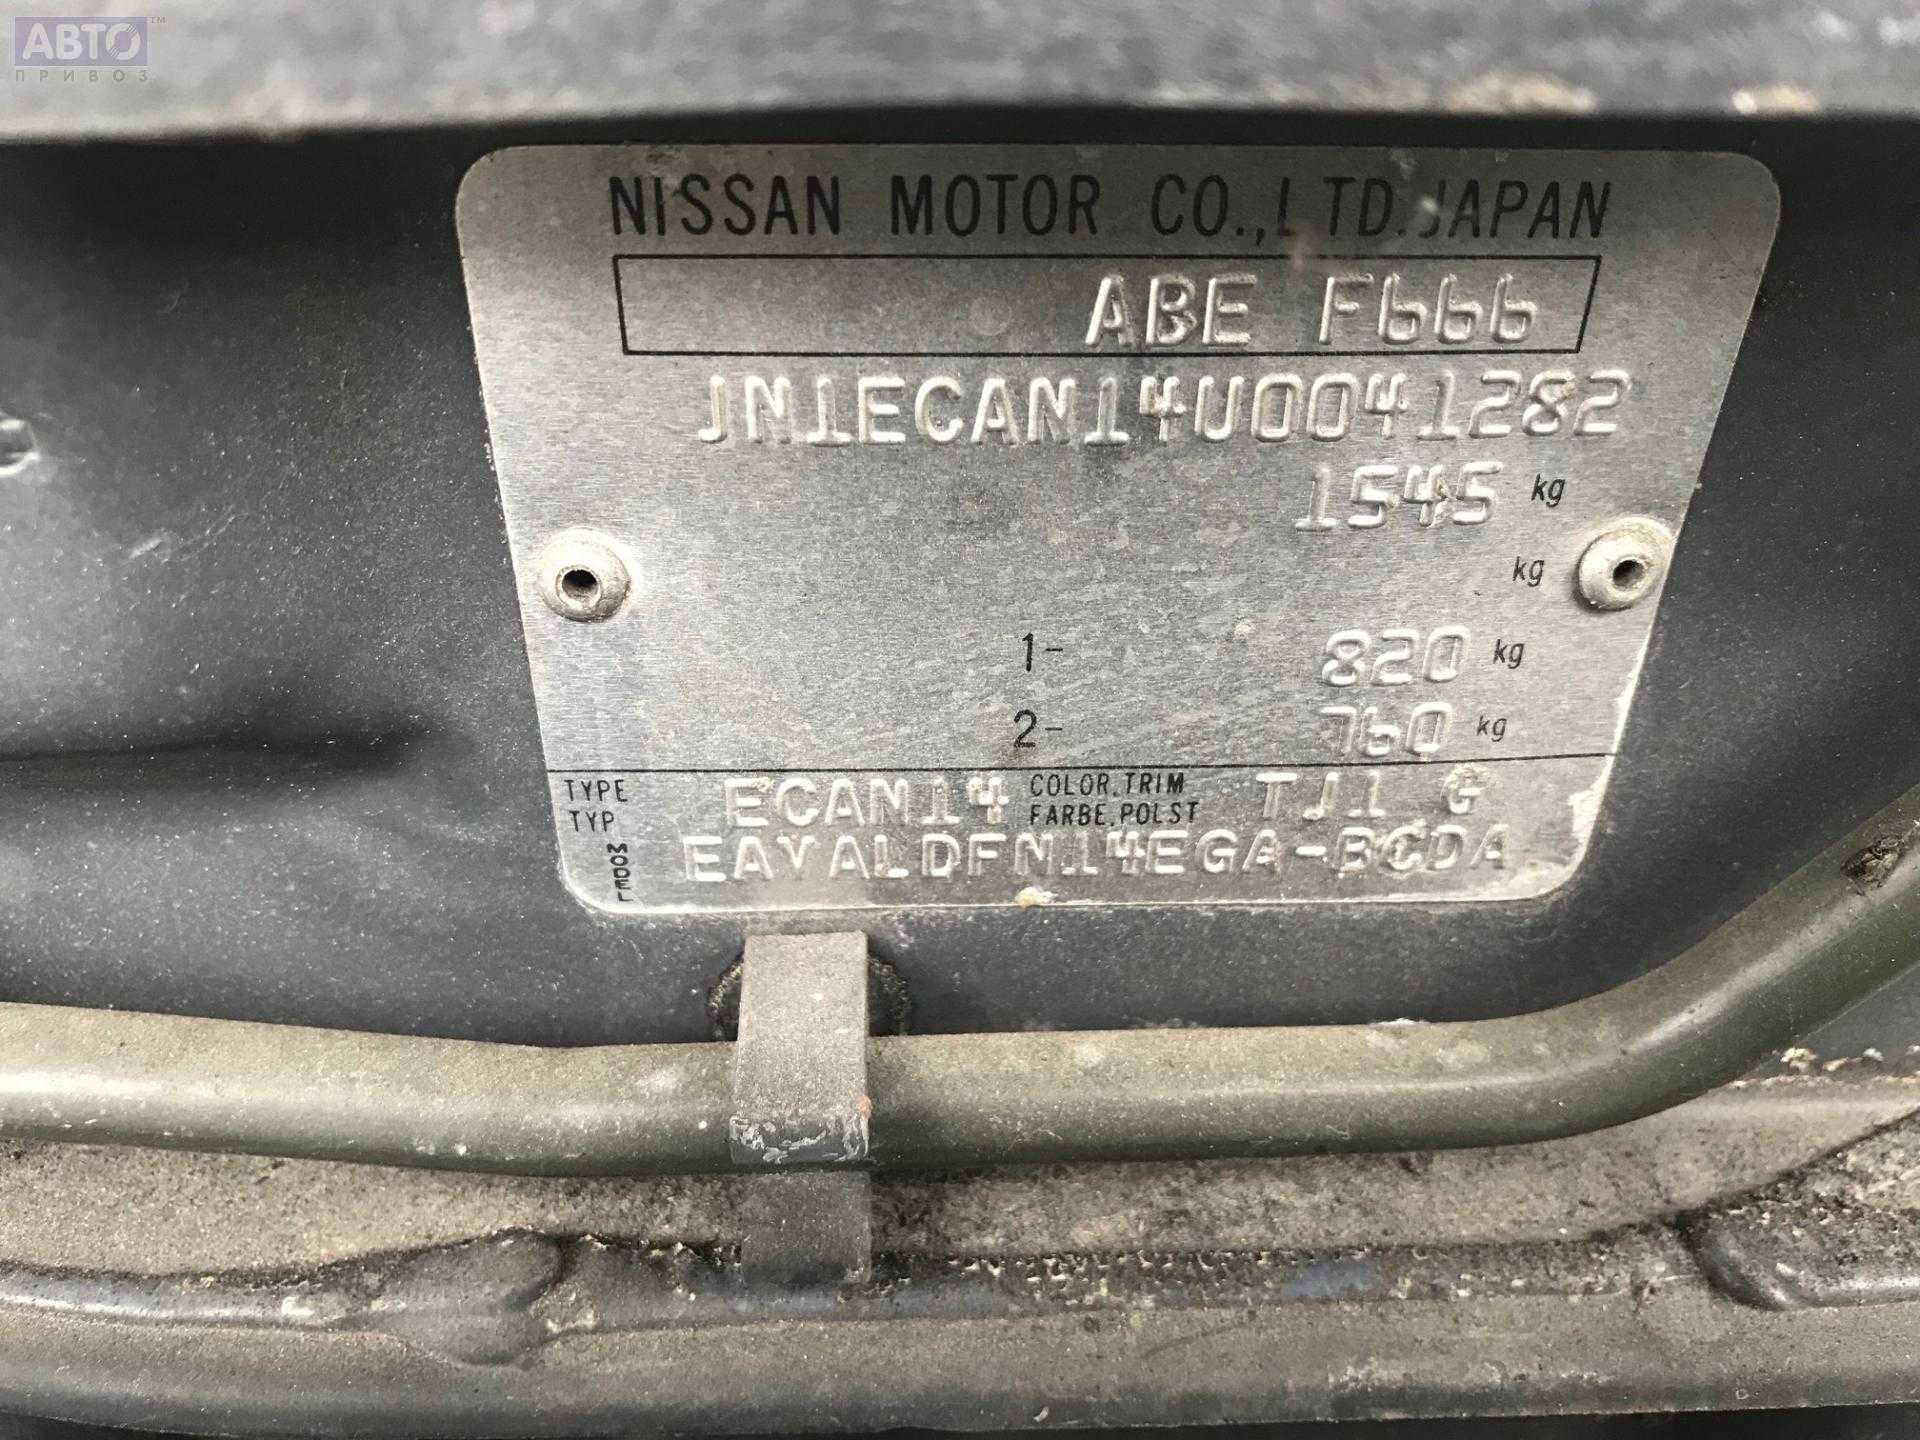 АВТО™
ПРИВОЗ
NISSAN MOTOR CO.,LTD.JAPAN
ABE F666
JN1ECAN14U0041282
1545 kg
kg
1- 820 kg
2- 760 kg
TYPE ECAN14 COLOR.TRIM TJ1 G
TYP FARBE.POLST
MODEL EAYALDFN14EGA-BCDA